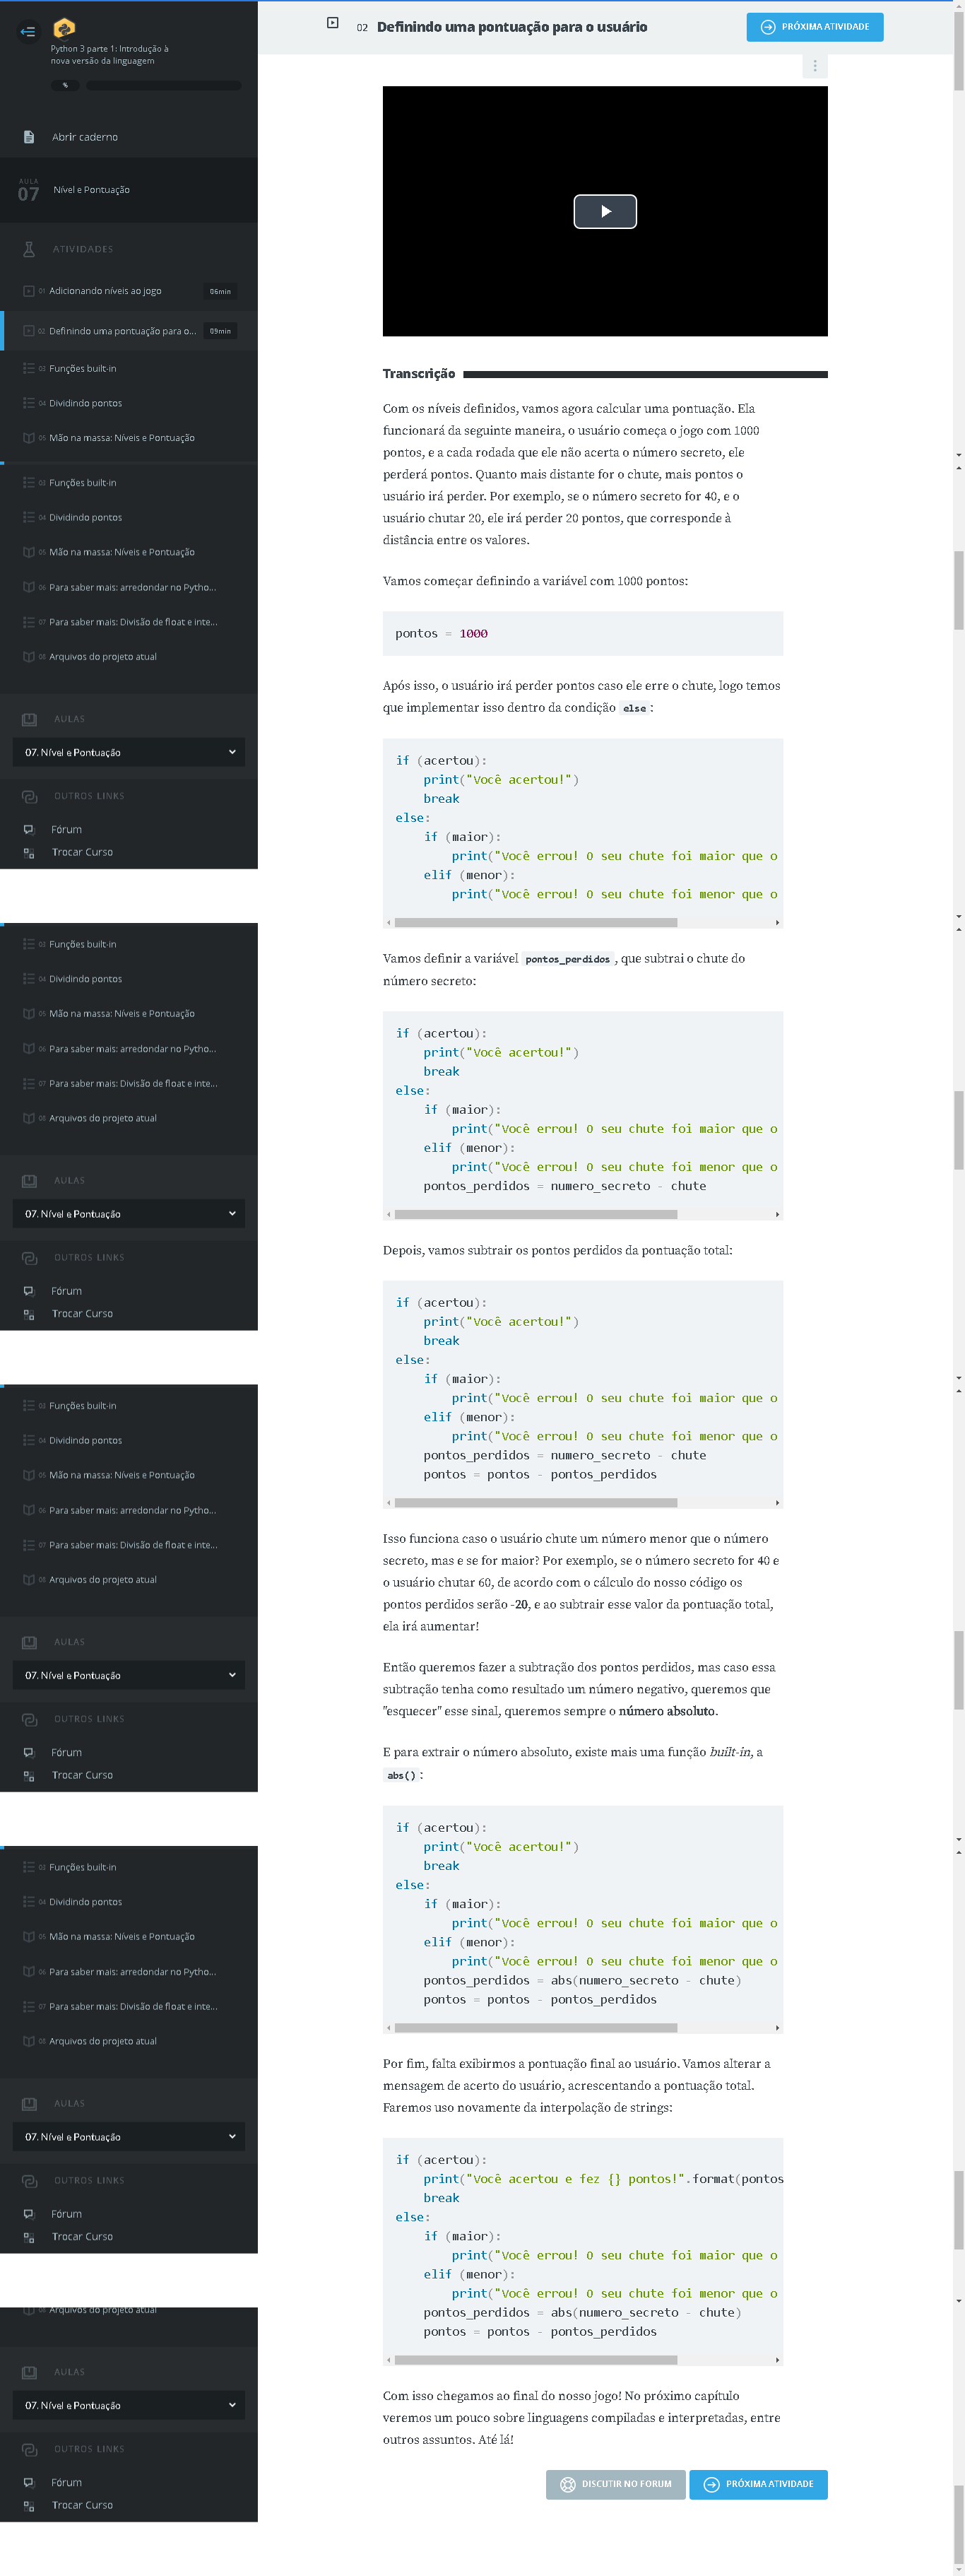 Python 3 parte 1: Introdução à
nova versão da linguagem
%
Abrir caderno
AULA
07
Nível e Pontuação
ATIVIDADES
01 Adicionando níveis ao jogo 06min
02 Definindo uma pontuação para o... 09min
03 Funções built-in
04 Dividindo pontos
05 Mão na massa: Níveis e Pontuação
03 Funções built-in
04 Dividindo pontos
05 Mão na massa: Níveis e Pontuação
06 Para saber mais: arredondar no Pytho...
07 Para saber mais: Divisão de float e inte...
08 Arquivos do projeto atual
AULAS
07. Nível e Pontuação
OUTROS LINKS
Fórum
Trocar Curso
03 Funções built-in
04 Dividindo pontos
05 Mão na massa: Níveis e Pontuação
06 Para saber mais: arredondar no Pytho...
07 Para saber mais: Divisão de float e inte...
08 Arquivos do projeto atual
AULAS
07. Nível e Pontuação
OUTROS LINKS
Fórum
Trocar Curso
03 Funções built-in
04 Dividindo pontos
05 Mão na massa: Níveis e Pontuação
06 Para saber mais: arredondar no Pytho...
07 Para saber mais: Divisão de float e inte...
08 Arquivos do projeto atual
AULAS
07. Nível e Pontuação
OUTROS LINKS
Fórum
Trocar Curso
03 Funções built-in
04 Dividindo pontos
05 Mão na massa: Níveis e Pontuação
06 Para saber mais: arredondar no Pytho...
07 Para saber mais: Divisão de float e inte...
08 Arquivos do projeto atual
AULAS
07. Nível e Pontuação
OUTROS LINKS
Fórum
Trocar Curso
08 Arquivos do projeto atual
AULAS
07. Nível e Pontuação
OUTROS LINKS
Fórum
Trocar Curso
02 Definindo uma pontuação para o usuário
PRÓXIMA ATIVIDADE
Transcrição
Com os níveis definidos, vamos agora calcular uma pontuação. Ela
funcionará da seguinte maneira, o usuário começa o jogo com 1000
pontos, e a cada rodada que ele não acerta o número secreto, ele
perderá pontos. Quanto mais distante for o chute, mais pontos o
usuário irá perder. Por exemplo, se o número secreto for 40, e o
usuário chutar 20, ele irá perder 20 pontos, que corresponde à
distância entre os valores.
Vamos começar definindo a variável com 1000 pontos:
pontos = 1000
Após isso, o usuário irá perder pontos caso ele erre o chute, logo temos
que implementar isso dentro da condição else :
if (acertou):
print("Você acertou!")
break
else:
if (maior):
print("Você errou! O seu chute foi maior que o
elif (menor):
print("Você errou! O seu chute foi menor que o
Vamos definir a variável pontos_perdidos , que subtrai o chute do
número secreto:
if (acertou):
print("Você acertou!")
break
else:
if (maior):
print("Você errou! O seu chute foi maior que o
elif (menor):
print("Você errou! O seu chute foi menor que o
pontos_perdidos = numero_secreto - chute
Depois, vamos subtrair os pontos perdidos da pontuação total:
if (acertou):
print("Você acertou!")
break
else:
if (maior):
print("Você errou! O seu chute foi maior que o
elif (menor):
print("Você errou! O seu chute foi menor que o
pontos_perdidos = numero_secreto - chute
pontos = pontos - pontos_perdidos
Isso funciona caso o usuário chute um número menor que o número
secreto, mas e se for maior? Por exemplo, se o número secreto for 40 e
o usuário chutar 60, de acordo com o cálculo do nosso código os
pontos perdidos serão -20, e ao subtrair esse valor da pontuação total,
ela irá aumentar!
Então queremos fazer a subtração dos pontos perdidos, mas caso essa
subtração tenha como resultado um número negativo, queremos que
"esquecer" esse sinal, queremos sempre o número absoluto.
E para extrair o número absoluto, existe mais uma função built-in, a
abs() :
if (acertou):
print("Você acertou!")
break
else:
if (maior):
print("Você errou! O seu chute foi maior que o
elif (menor):
print("Você errou! O seu chute foi menor que o
pontos_perdidos = abs(numero_secreto - chute)
pontos = pontos - pontos_perdidos
Por fim, falta exibirmos a pontuação final ao usuário. Vamos alterar a
mensagem de acerto do usuário, acrescentando a pontuação total.
Faremos uso novamente da interpolação de strings:
if (acertou):
print("Você acertou e fez {} pontos!".format(pontos
break
else:
if (maior):
print("Você errou! O seu chute foi maior que o
elif (menor):
print("Você errou! O seu chute foi menor que o
pontos_perdidos = abs(numero_secreto - chute)
pontos = pontos - pontos_perdidos
Com isso chegamos ao final do nosso jogo! No próximo capítulo
veremos um pouco sobre linguagens compiladas e interpretadas, entre
outros assuntos. Até lá!
DISCUTIR NO FORUM
PRÓXIMA ATIVIDADE